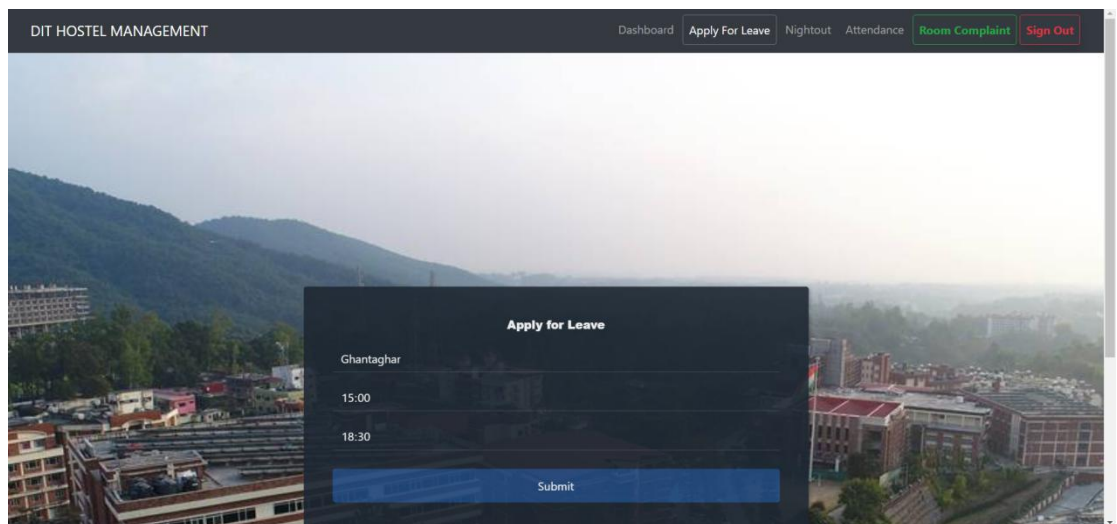 DIT HOSTEL MANAGEMENT
Dashboard Apply For Leave Nightout Attendance Room Complaint Sign Out
Apply for Leave
Ghantaghar
15:00
18:30
Submit